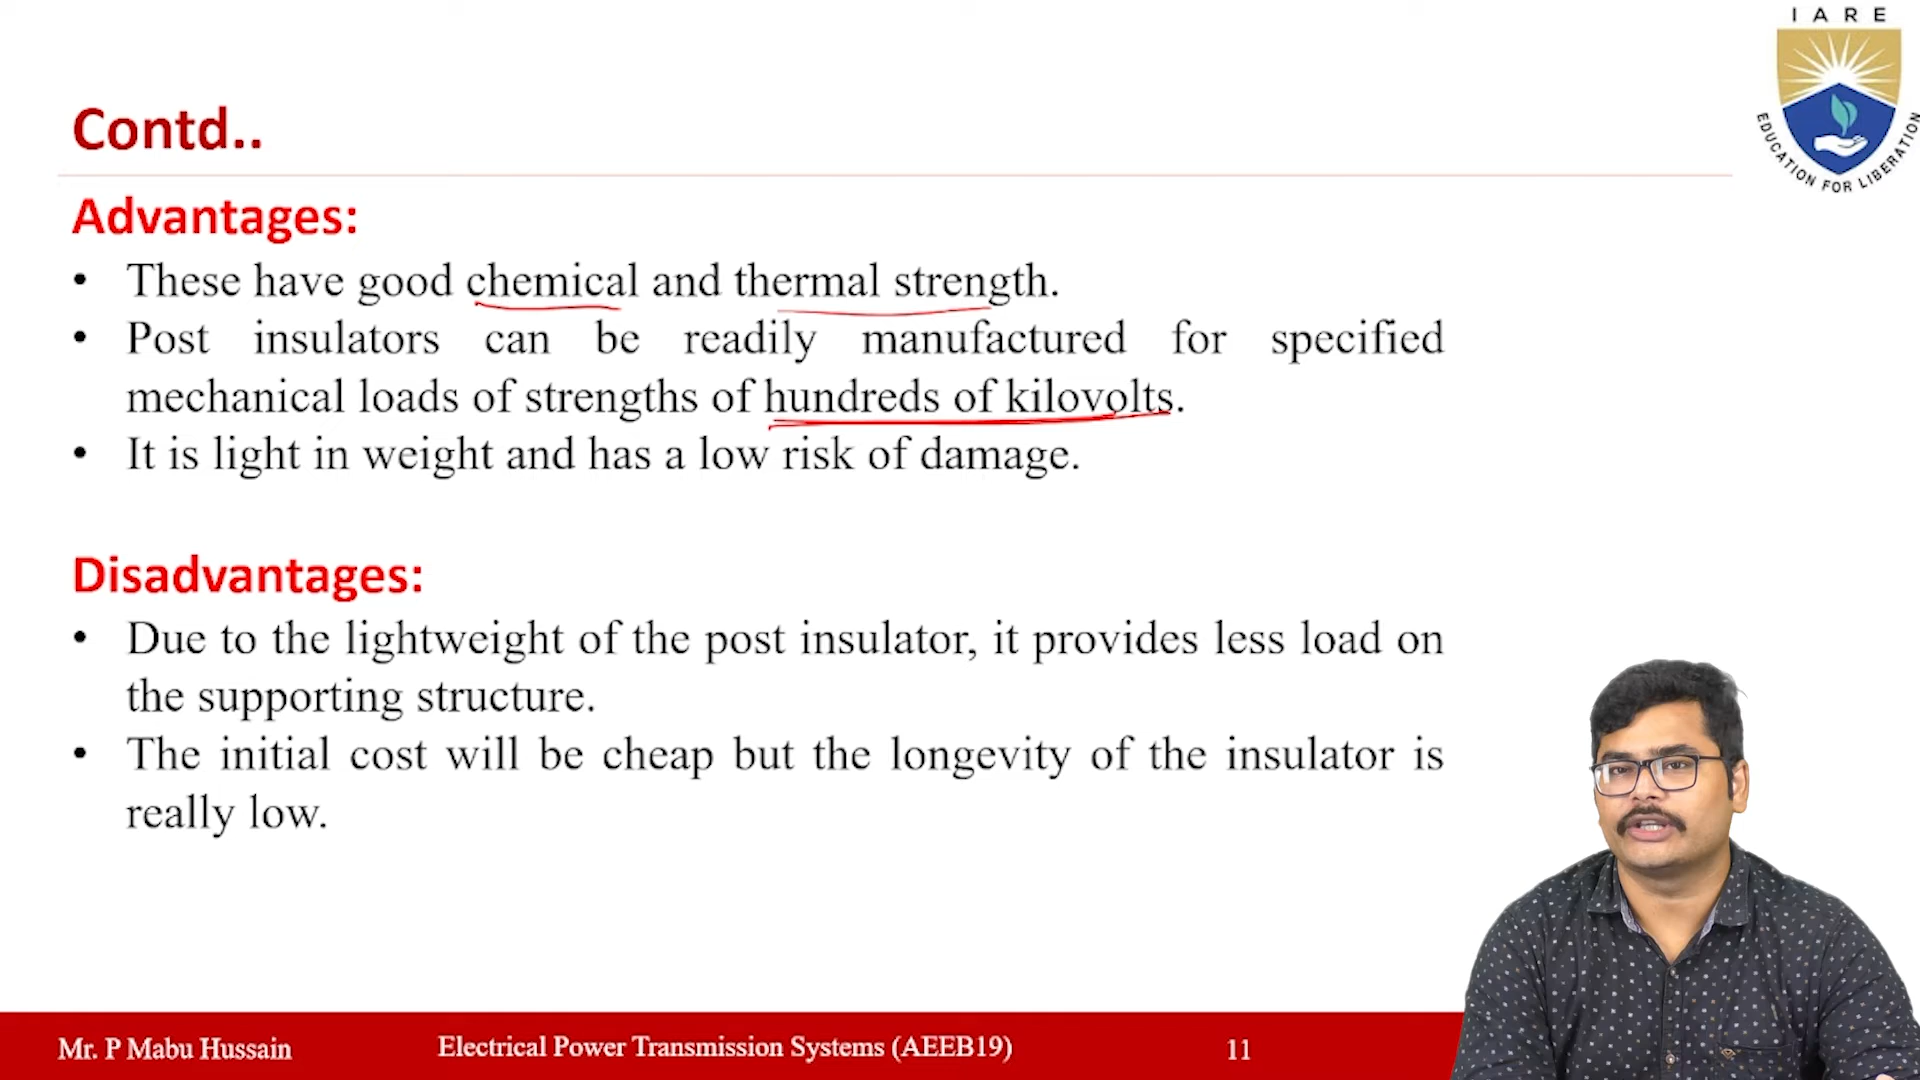 IARE
EDUCATION FOR LIBERATION
Contd..
Advantages:
• These have good chemical and thermal strength.
• Post insulators can be readily manufactured for specified
mechanical loads of strengths of hundreds of kilovolts.
• It is light in weight and has a low risk of damage.
Disadvantages:
• Due to the lightweight of the post insulator, it provides less load on
the supporting structure.
• The initial cost will be cheap but the longevity of the insulator is
really low.
Mr. P Mabu Hussain
Electrical Power Transmission Systems (AEEB19)
11